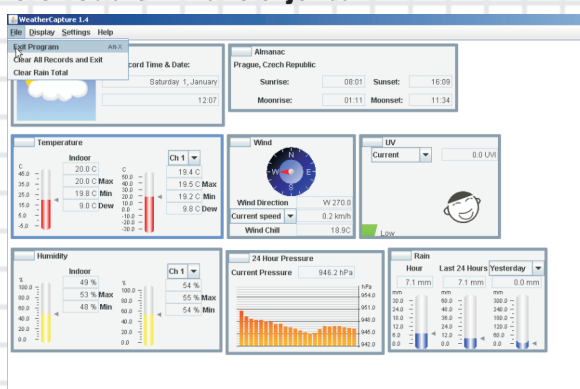 WeatherCapture 1.4
File Display Settings Help
Exit Program Alt-X
Clear All Records and Exit
Clear Rain Total
cord Time & Date:
Saturday 1, January
12:07
Almanac
Prague, Czech Republic
Sunrise: 08:01 Sunset: 16:09
Moonrise: 01:11 Moonset: 11:34
Temperature
Indoor
Ch 1
C
45.0
35.0
25.0
15.0
5.0
-5.0
20.0 C
20.0 C Max
19.8 C Min
9.0 C Dew
C
60.0
40.0
30.0
20.0
10.0
0.0
-10.0
-20.0
19.4 C
19.5 C Max
19.2 C Min
9.8 C Dew
Wind
N
W E
S
Wind Direction W 270.0
Current speed 0.2 kmh
Wind Chill 18.9C
UV
Current 0.0 UVI
Low
Humidity
Indoor
Ch 1
%
100.0
80.0
60.0
40.0
20.0
0.0
49 %
53 % Max
48 % Min
%
100.0
80.0
60.0
40.0
20.0
0.0
54 %
55 % Max
54 % Min
24 Hour Pressure
Current Pressure 946.2 hPa
hPa
954.0
951.0
948.0
945.0
942.0
Rain
Hour Last 24 Hours Yesterday
7.1 mm 7.1 mm 0.0 mm
mm
30.0
24.0
18.0
12.0
6.0
0.0
mm
60.0
48.0
36.0
24.0
12.0
0.0
mm
300.0
240.0
180.0
120.0
60.0
0.0